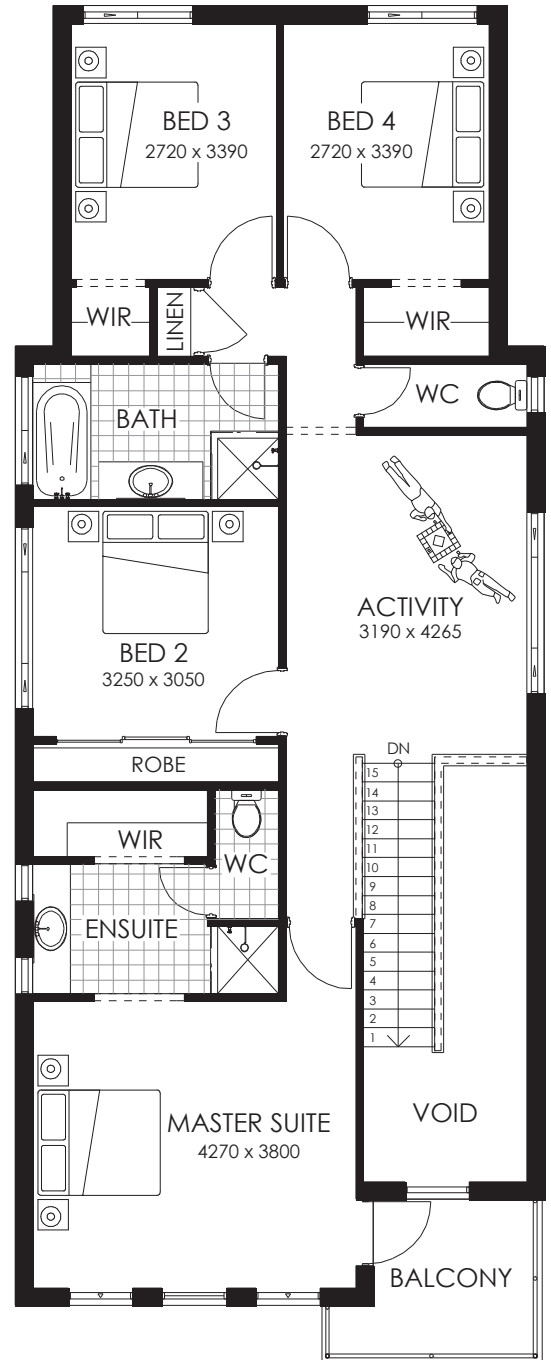 BED 3
2720 x 3390
BED 4
2720 x 3390
WIR
LINEN
WIR
BATH
WC
ACTIVITY
3190 x 4265
BED 2
3250 x 3050
ROBE
DN
15
14
13
12
11
10
9
8
7
6
5
4
3
2
1
WIR
WC
ENSUITE
VOID
MASTER SUITE
4270 x 3800
BALCONY